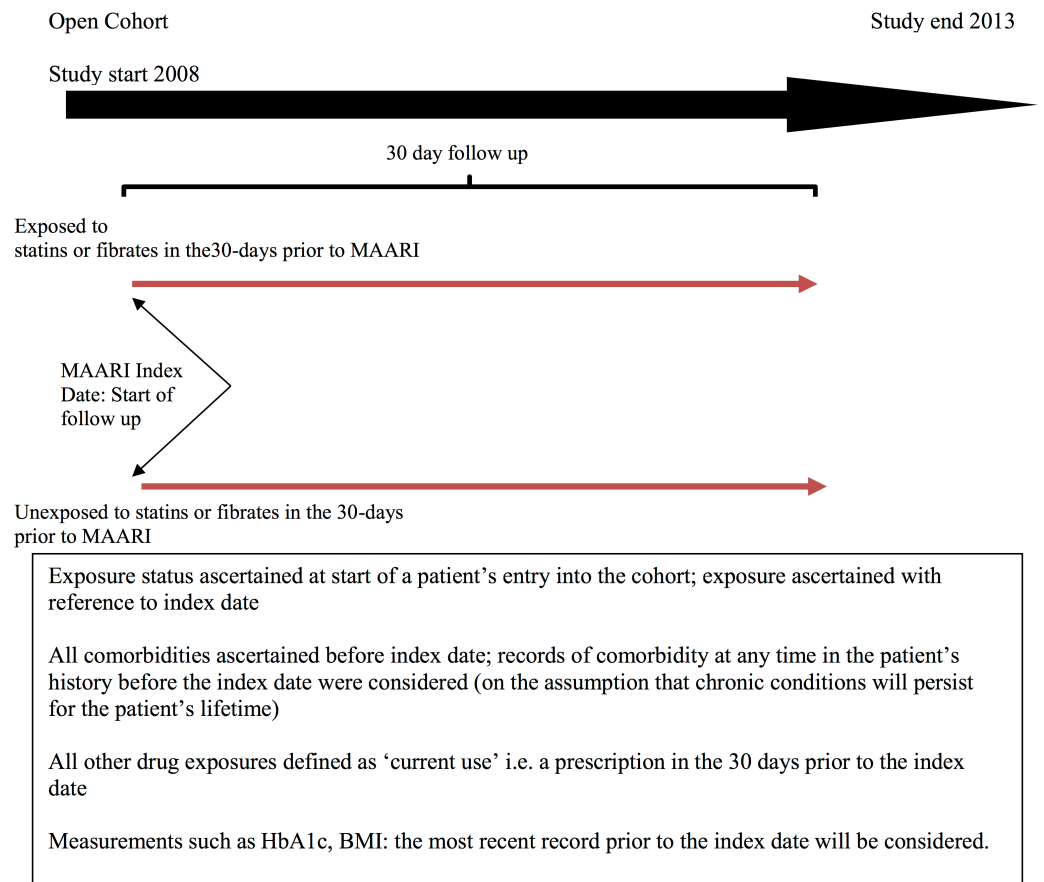 Open Cohort
Study end 2013
Study start 2008
30 day follow up
Exposed to
statins or fibrates in the30-days prior to MAARI
MAARI Index
Date: Start of
follow up
Unexposed to statins or fibrates in the 30-days
prior to MAARI
Exposure status ascertained at start of a patient’s entry into the cohort; exposure ascertained with
reference to index date
All comorbidities ascertained before index date; records of comorbidity at any time in the patient’s
history before the index date were considered (on the assumption that chronic conditions will persist
for the patient’s lifetime)
All other drug exposures defined as ‘current use’ i.e. a prescription in the 30 days prior to the index
date
Measurements such as HbA1c, BMI: the most recent record prior to the index date will be considered.